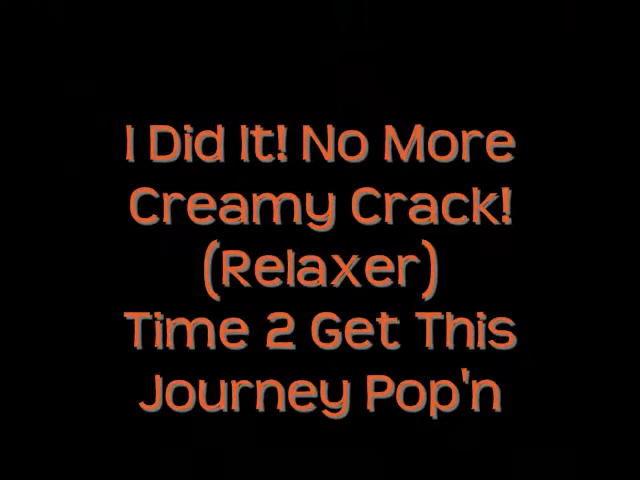 I Did It! No More
Creamy Crack!
(Relaxer)
Time 2 Get This
Journey Pop'n